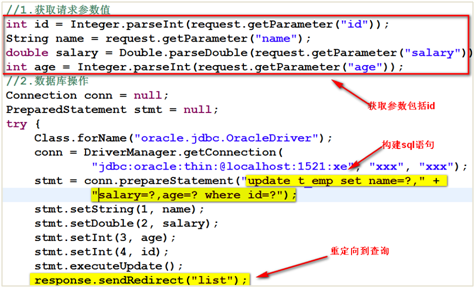 //1.获取请求参数值
int id = Integer.parseInt(request.getParameter("id"));
String name = request.getParameter("name");
double salary = Double.parseDouble(request.getParameter("salary"))
int age = Integer.parseInt(request.getParameter("age"));
//2.数据库操作
获取参数包括id
Connection conn = null;
PreparedStatement stmt = null;
try {
Class.forName("oracle.jdbc.OracleDriver");
构建sql语句
conn = DriverManager.getConnection(
"jdbc:oracle:thin:@localhost:1521:xe", "xxx", "xxx");
stmt = conn.prepareStatement("update t_emp set name=?," +
"salary=?,age=? where id=?");
stmt.setString(1, name);
stmt.setDouble(2, salary);
stmt.setInt(3, age);
重定向到查询
stmt.setInt(4, id);
stmt.executeUpdate();
response.sendRedirect("list");